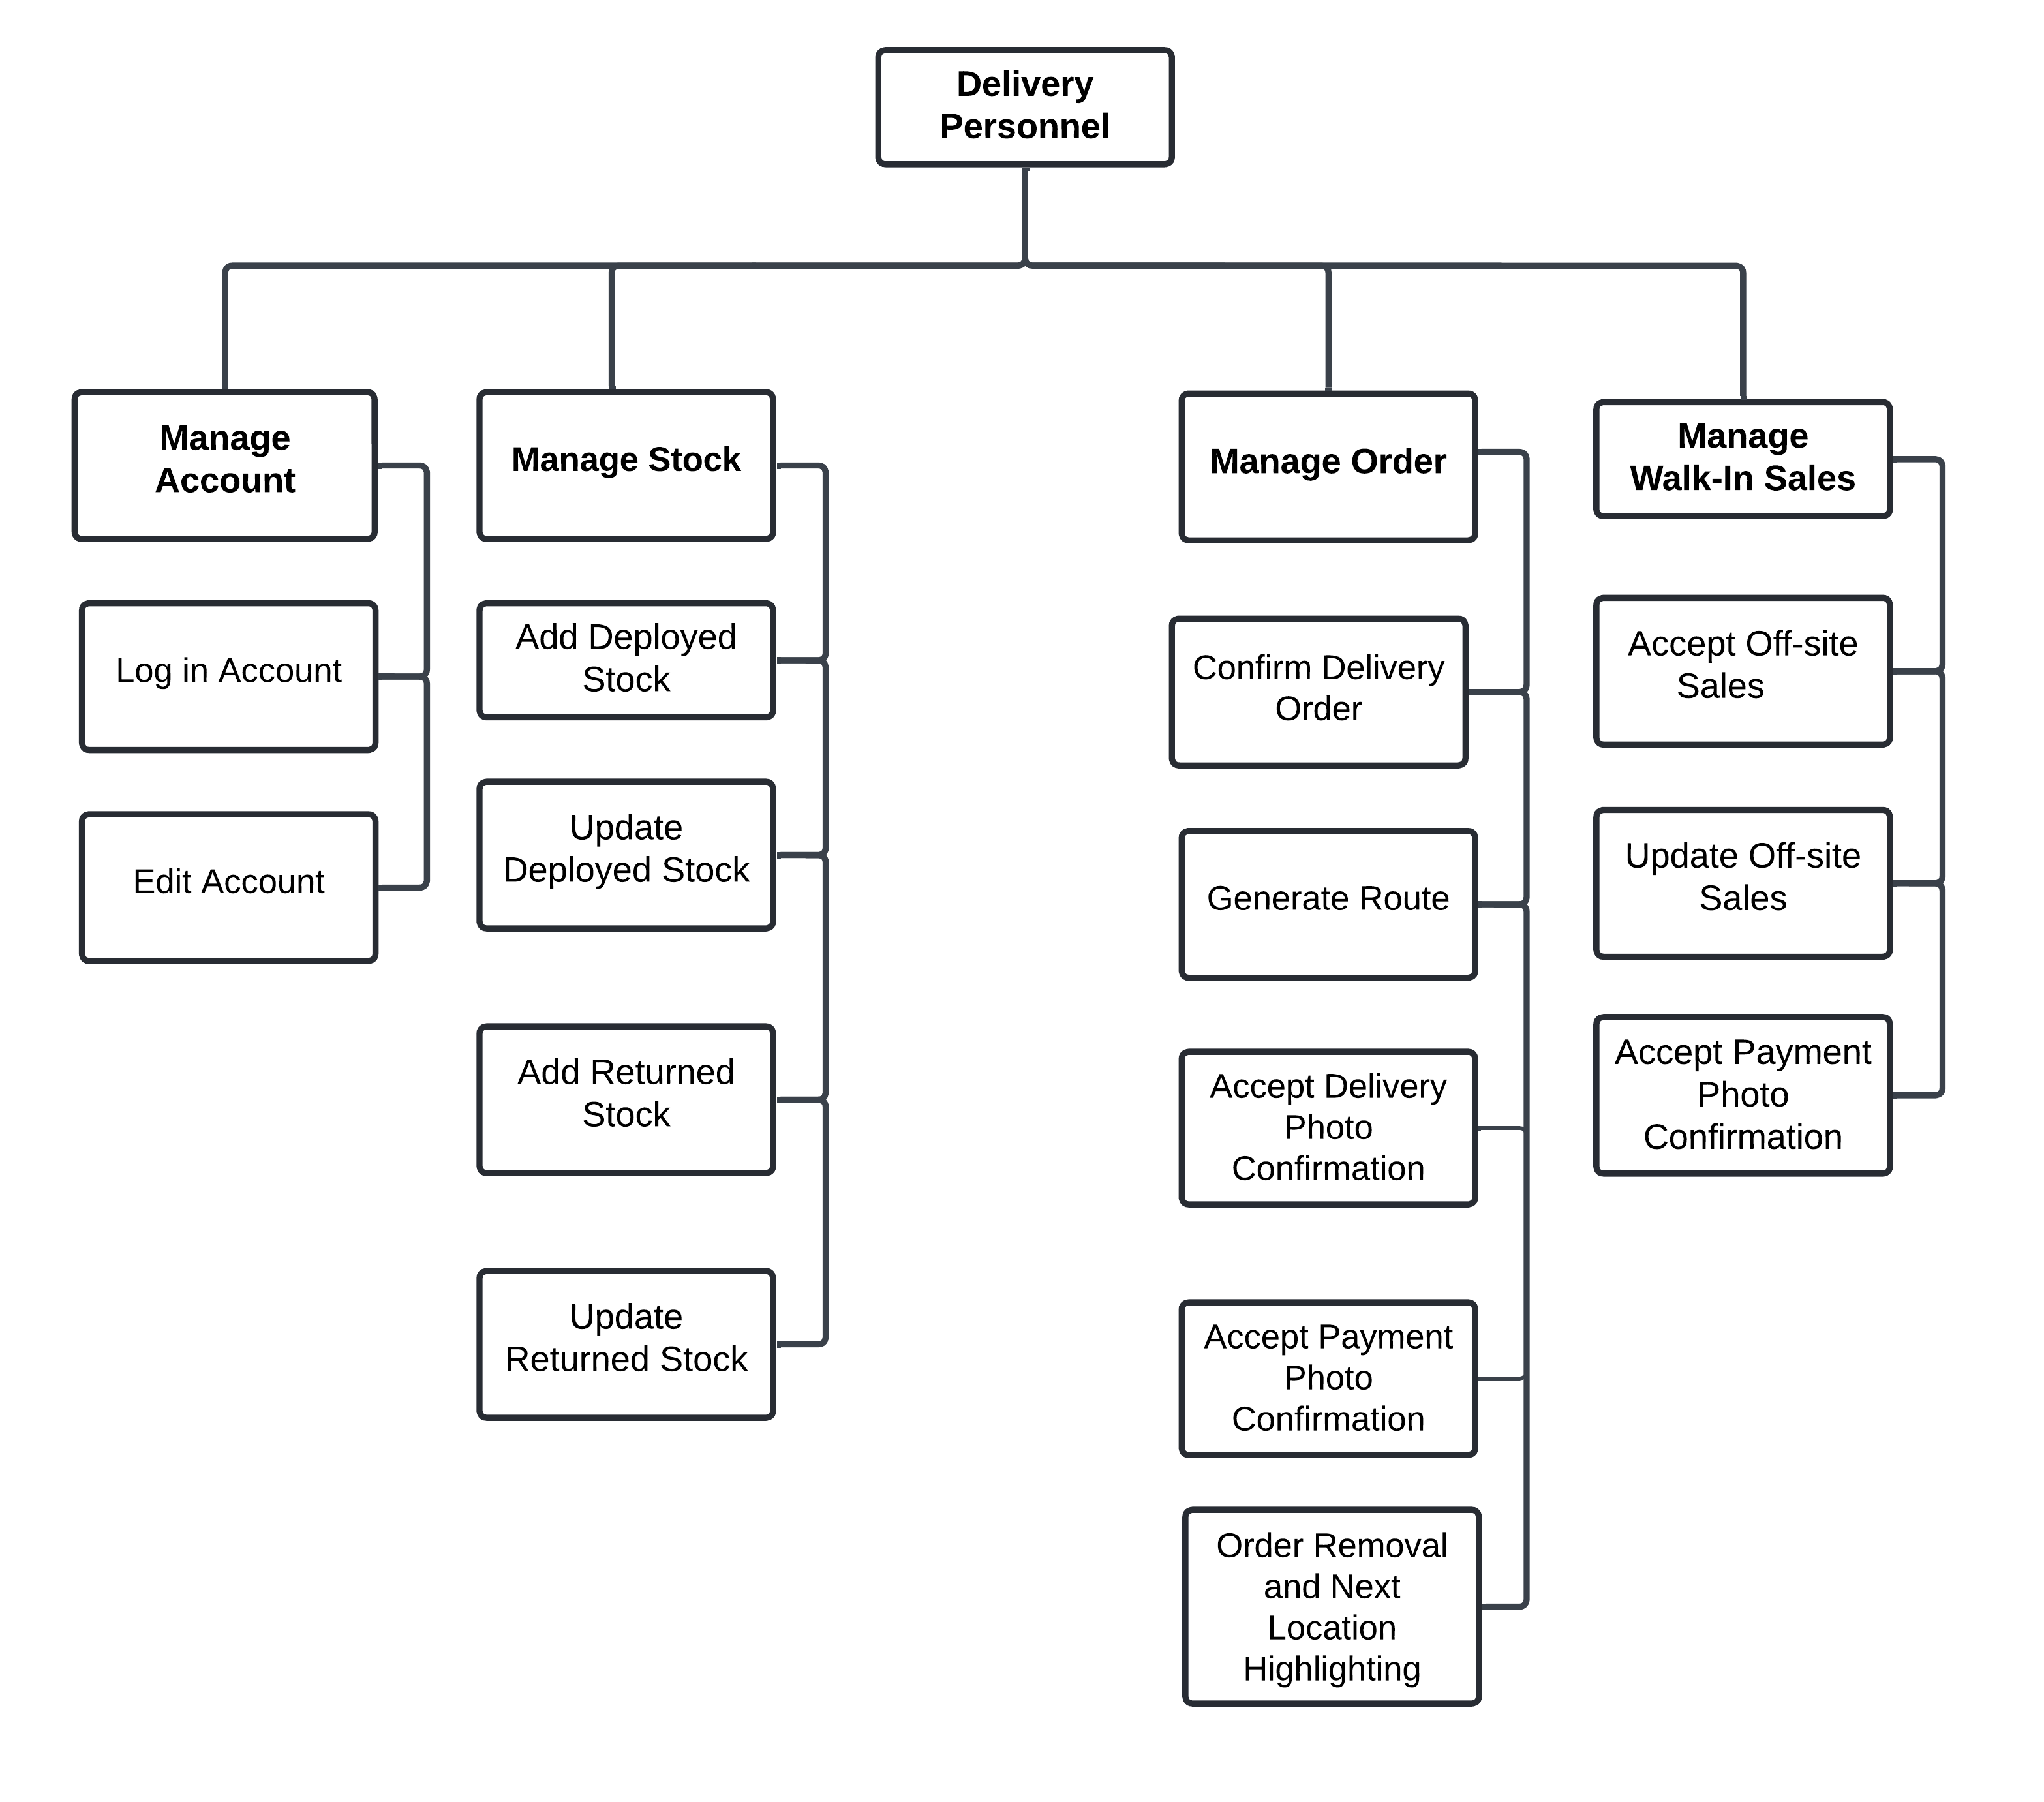 Delivery
Personnel
Manage
Account
Log in Account
Edit Account
Manage Stock
Add Deployed
Stock
Update
Deployed Stock
Add Returned
Stock
Update
Returned Stock
Manage Order
Confirm Delivery
Order
Generate Route
Accept Delivery
Photo
Confirmation
Accept Payment
Photo
Confirmation
Order Removal
and Next
Location
Highlighting
Manage
Walk-In Sales
Accept Off-site
Sales
Update Off-site
Sales
Accept Payment
Photo
Confirmation